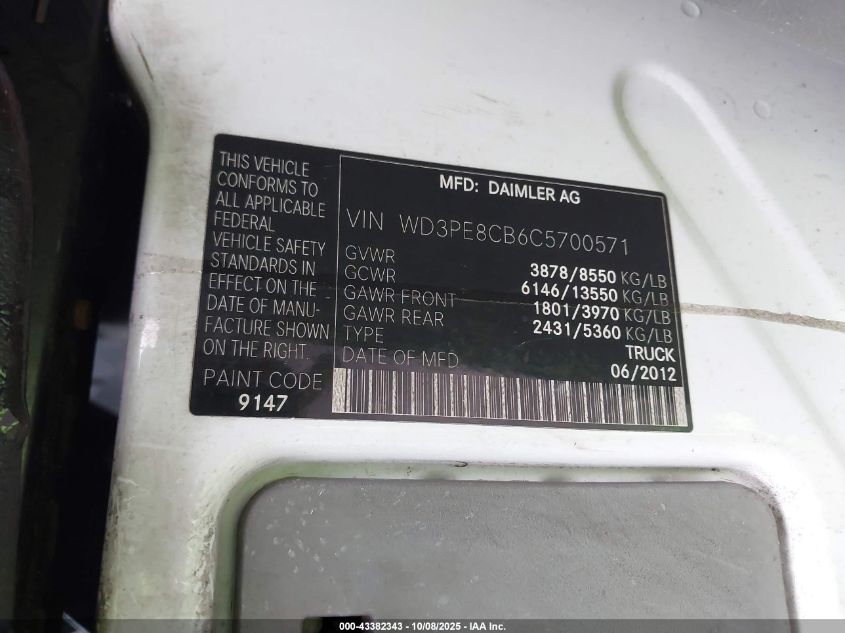 THIS VEHICLE
CONFORMS TO
ALL APPLICABLE
FEDERAL
VEHICLE SAFETY
STANDARDS IN
EFFECT ON THE
DATE OF MANU-
FACTURE SHOWN
ON THE RIGHT.
PAINT CODE
9147
MFD: DAIMLER AG
VIN WD3PE8CB6C5700571
GVWR 3878/8550 KG/LB
GCWR 6146/13550 KG/LB
GAWR FRONT 1801/3970 KG/LB
GAWR REAR 2431/5360 KG/LB
TYPE TRUCK
DATE OF MFD 06/2012
000-43382343 - 10/08/2025 - IAA Inc.